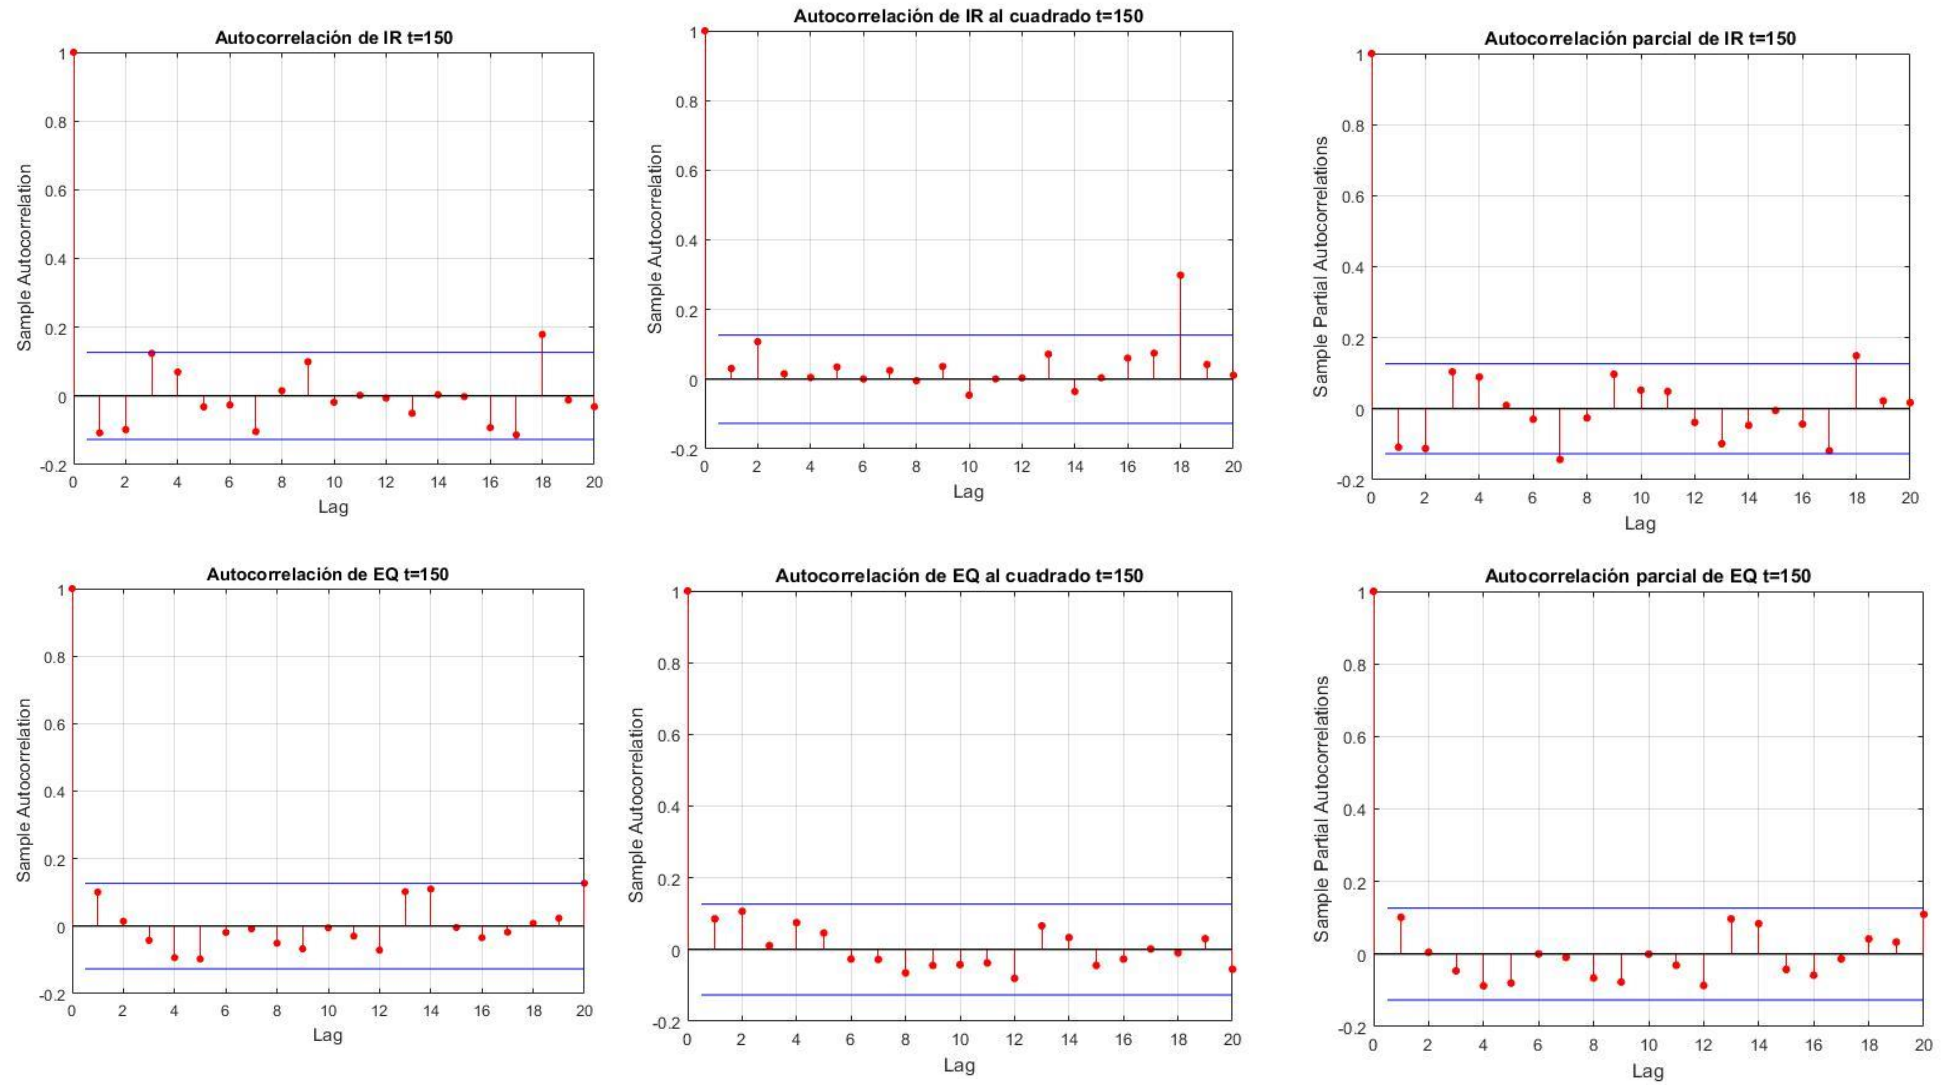 Autocorrelación de IR t=150
1
0.8
0.6
0.4
0.2
0
-0.2
Sample Autocorrelation
0 2 4 6 8 10 12 14 16 18 20
Lag
Autocorrelación de IR al cuadrado t=150
1
0.8
0.6
0.4
0.2
0
-0.2
Sample Autocorrelation
0 2 4 6 8 10 12 14 16 18 20
Lag
Autocorrelación parcial de IR t=150
1
0.8
0.6
0.4
0.2
0
-0.2
Sample Partial Autocorrelations
0 2 4 6 8 10 12 14 16 18 20
Lag
Autocorrelación de EQ t=150
1
0.8
0.6
0.4
0.2
0
-0.2
Sample Autocorrelation
0 2 4 6 8 10 12 14 16 18 20
Lag
Autocorrelación de EQ al cuadrado t=150
1
0.8
0.6
0.4
0.2
0
-0.2
Sample Autocorrelation
0 2 4 6 8 10 12 14 16 18 20
Lag
Autocorrelación parcial de EQ t=150
1
0.8
0.6
0.4
0.2
0
-0.2
Sample Partial Autocorrelations
0 2 4 6 8 10 12 14 16 18 20
Lag